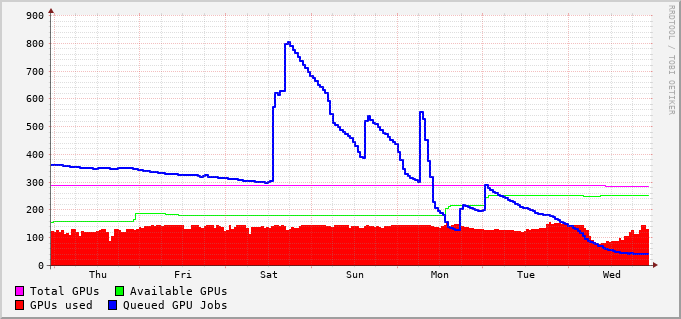 900
800
700
600
500
400
300
200
100
0
Thu Fri Sat Sun Mon Tue Wed
Total GPUs Available GPUs
GPUs used Queued GPU Jobs
RRDTOOL / TOBI OETIKER